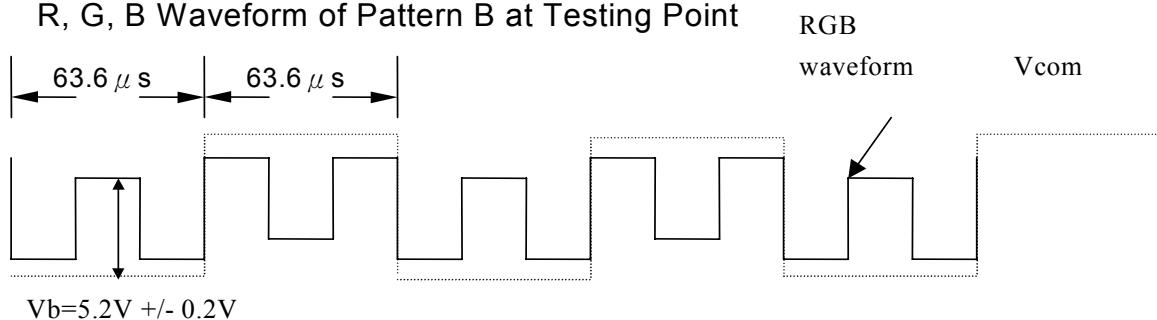 R, G, B Waveform of Pattern B at Testing Point
RGB
waveform
Vcom
63.6 μ s
63.6 μ s
Vb=5.2V +/- 0.2V